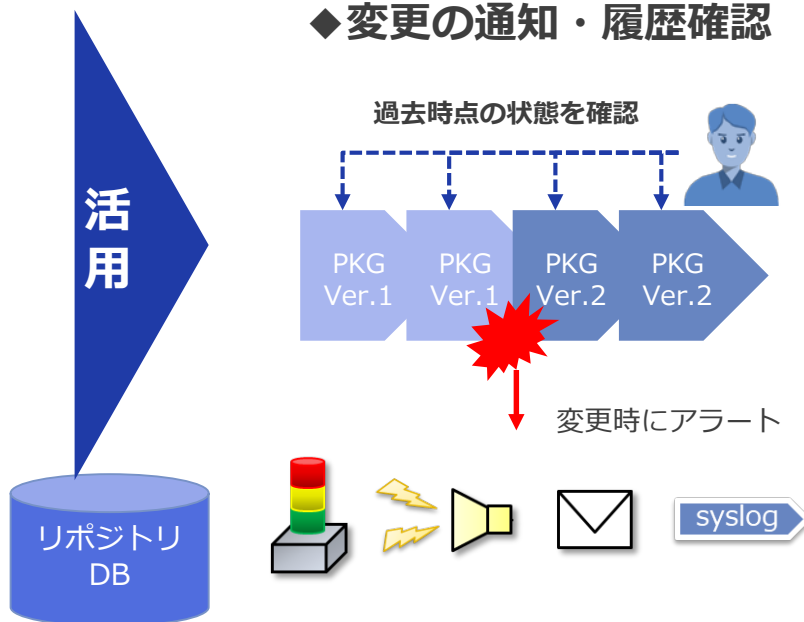 ◆変更の通知・履歴確認
過去時点の状態を確認
活
用
PKG
Ver.1
PKG
Ver.1
PKG
Ver.2
PKG
Ver.2
変更時にアラート
リポジトリ
DB
syslog